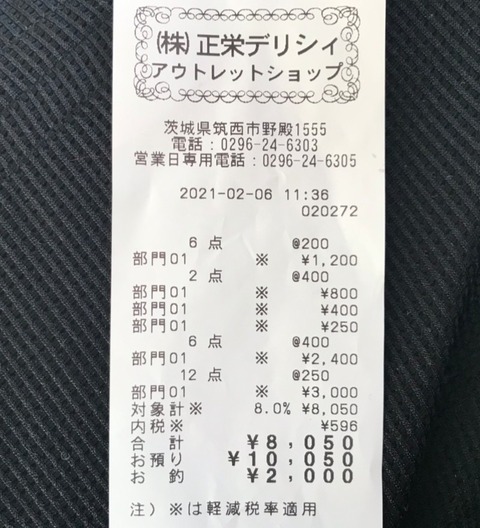 (株)正栄デリシィ
アウトレットショップ
茨城県筑西市野殿1555
電話:0296-24-6303
営業日専用電話:0296-24-6305
2021-02-06 11:36
020272
6 点 @200
部門01 ※ ¥1,200
2 点 @400
部門01 ※ ¥800
部門01 ※ ¥400
部門01 ※ ¥250
6 点 @400
部門01 ※ ¥2,400
12 点 @250
部門01 ※ ¥3,000
対象計※ 8.0% ¥8,050
内税※ ¥596
合 計 ¥8,050
お預り ¥10,050
お 釣 ¥2,000
注)※は軽減税率適用